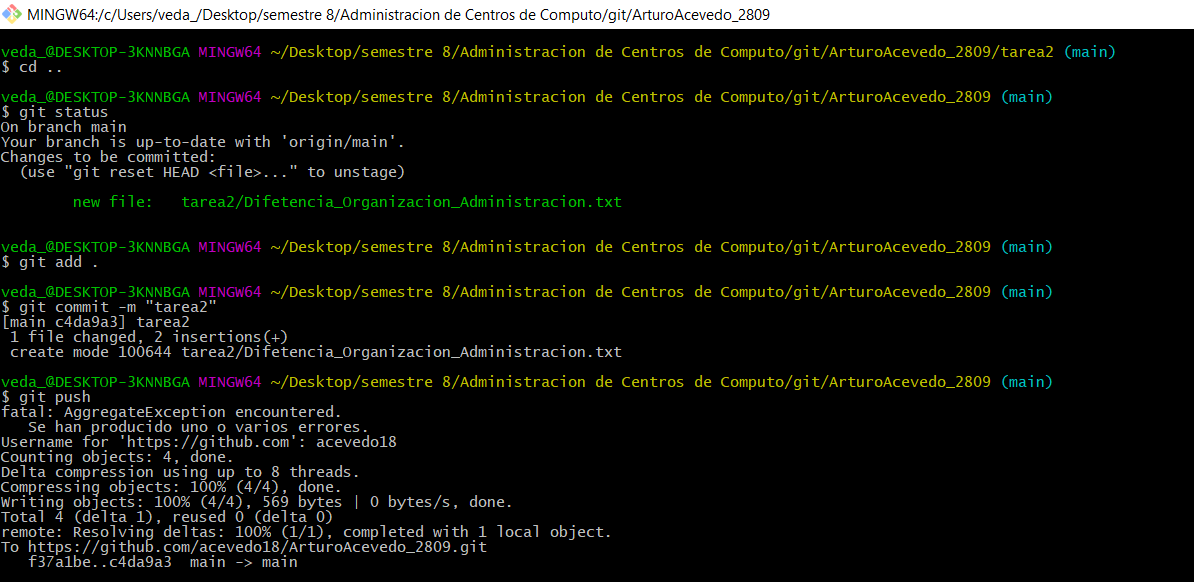 MINGW64:/c/Users/veda_/Desktop/semestre 8/Administracion de Centros de Computo/git/ArturoAcevedo_2809
veda_@DESKTOP-3KNNBGA MINGW64 ~/Desktop/semestre 8/Administracion de Centros de Computo/git/ArturoAcevedo_2809/tarea2 (main)
$ cd ..
veda_@DESKTOP-3KNNBGA MINGW64 ~/Desktop/semestre 8/Administracion de Centros de Computo/git/ArturoAcevedo_2809 (main)
$ git status
On branch main
Your branch is up-to-date with 'origin/main'.
Changes to be committed:
  (use "git reset HEAD <file>..." to unstage)
        new file:   tarea2/Difetencia_Organizacion_Administracion.txt
veda_@DESKTOP-3KNNBGA MINGW64 ~/Desktop/semestre 8/Administracion de Centros de Computo/git/ArturoAcevedo_2809 (main)
$ git add .
veda_@DESKTOP-3KNNBGA MINGW64 ~/Desktop/semestre 8/Administracion de Centros de Computo/git/ArturoAcevedo_2809 (main)
$ git commit -m "tarea2"
[main c4da9a3] tarea2
 1 file changed, 2 insertions(+)
 create mode 100644 tarea2/Difetencia_Organizacion_Administracion.txt
veda_@DESKTOP-3KNNBGA MINGW64 ~/Desktop/semestre 8/Administracion de Centros de Computo/git/ArturoAcevedo_2809 (main)
$ git push
fatal: AggregateException encountered.
   Se han producido uno o varios errores.
Username for 'https://github.com': acevedo18
Counting objects: 4, done.
Delta compression using up to 8 threads.
Compressing objects: 100% (4/4), done.
Writing objects: 100% (4/4), 569 bytes | 0 bytes/s, done.
Total 4 (delta 1), reused 0 (delta 0)
remote: Resolving deltas: 100% (1/1), completed with 1 local object.
To https://github.com/acevedo18/ArturoAcevedo_2809.git
   f37a1be..c4da9a3  main -> main